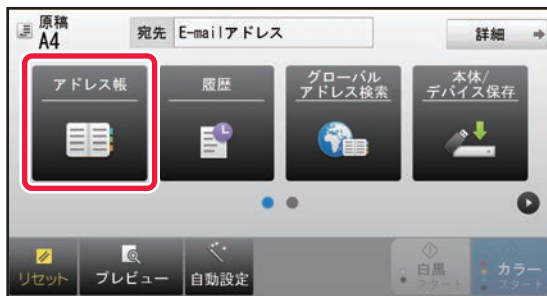 原稿
A4
宛先 E-mailアドレス
詳細
アドレス帳
履歴
グローバル
アドレス検索
本体/
デバイス保存
リセット
プレビュー
自動設定
白黒
スタート
カラー
スタート